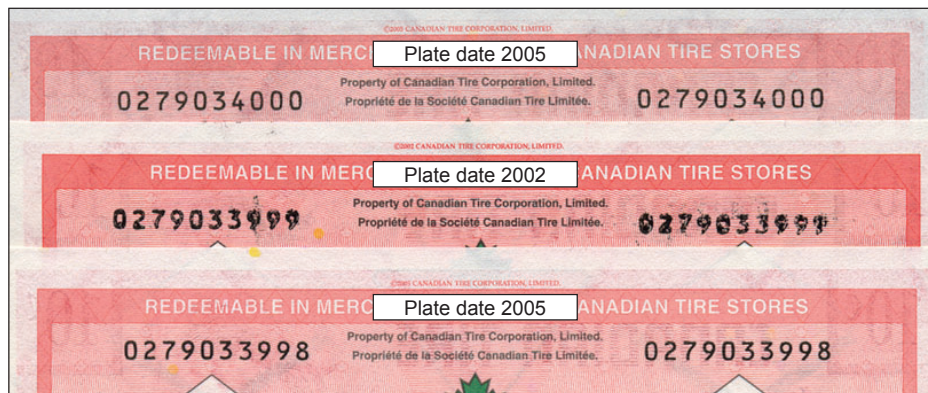 ©2005 CANADIAN TIRE CORPORATION, LIMITED.
REDEEMABLE IN MERC Plate date 2005 ANADIAN TIRE STORES
Property of Canadian Tire Corporation, Limited.
0279034000 Propriété de la Société Canadian Tire Limitée. 0279034000
©2002 CANADIAN TIRE CORPORATION, LIMITED.
REDEEMABLE IN MERC Plate date 2002 ANADIAN TIRE STORES
Property of Canadian Tire Corporation, Limited.
0279033999 Propriété de la Société Canadian Tire Limitée. 0279033999
©2005 CANADIAN TIRE CORPORATION, LIMITED.
REDEEMABLE IN MERC Plate date 2005 ANADIAN TIRE STORES
Property of Canadian Tire Corporation, Limited.
0279033998 Propriété de la Société Canadian Tire Limitée. 0279033998